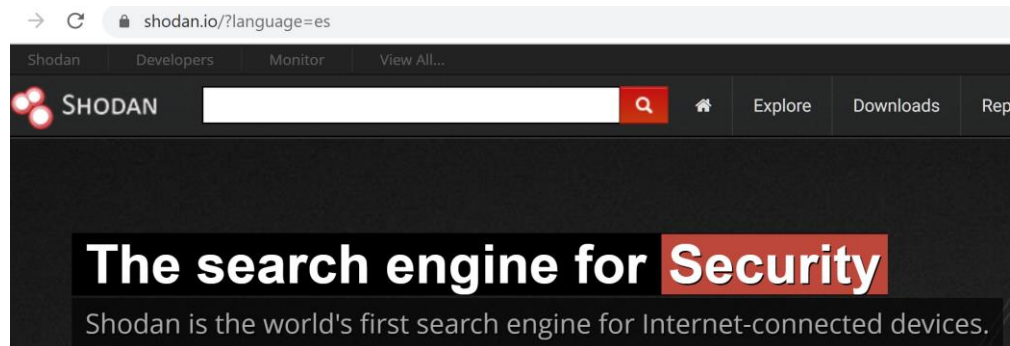 shodan.io/?language=es
Shodan Developers Monitor View All...
SHODAN Explore Downloads Rep
The search engine for Security
Shodan is the world's first search engine for Internet-connected devices.